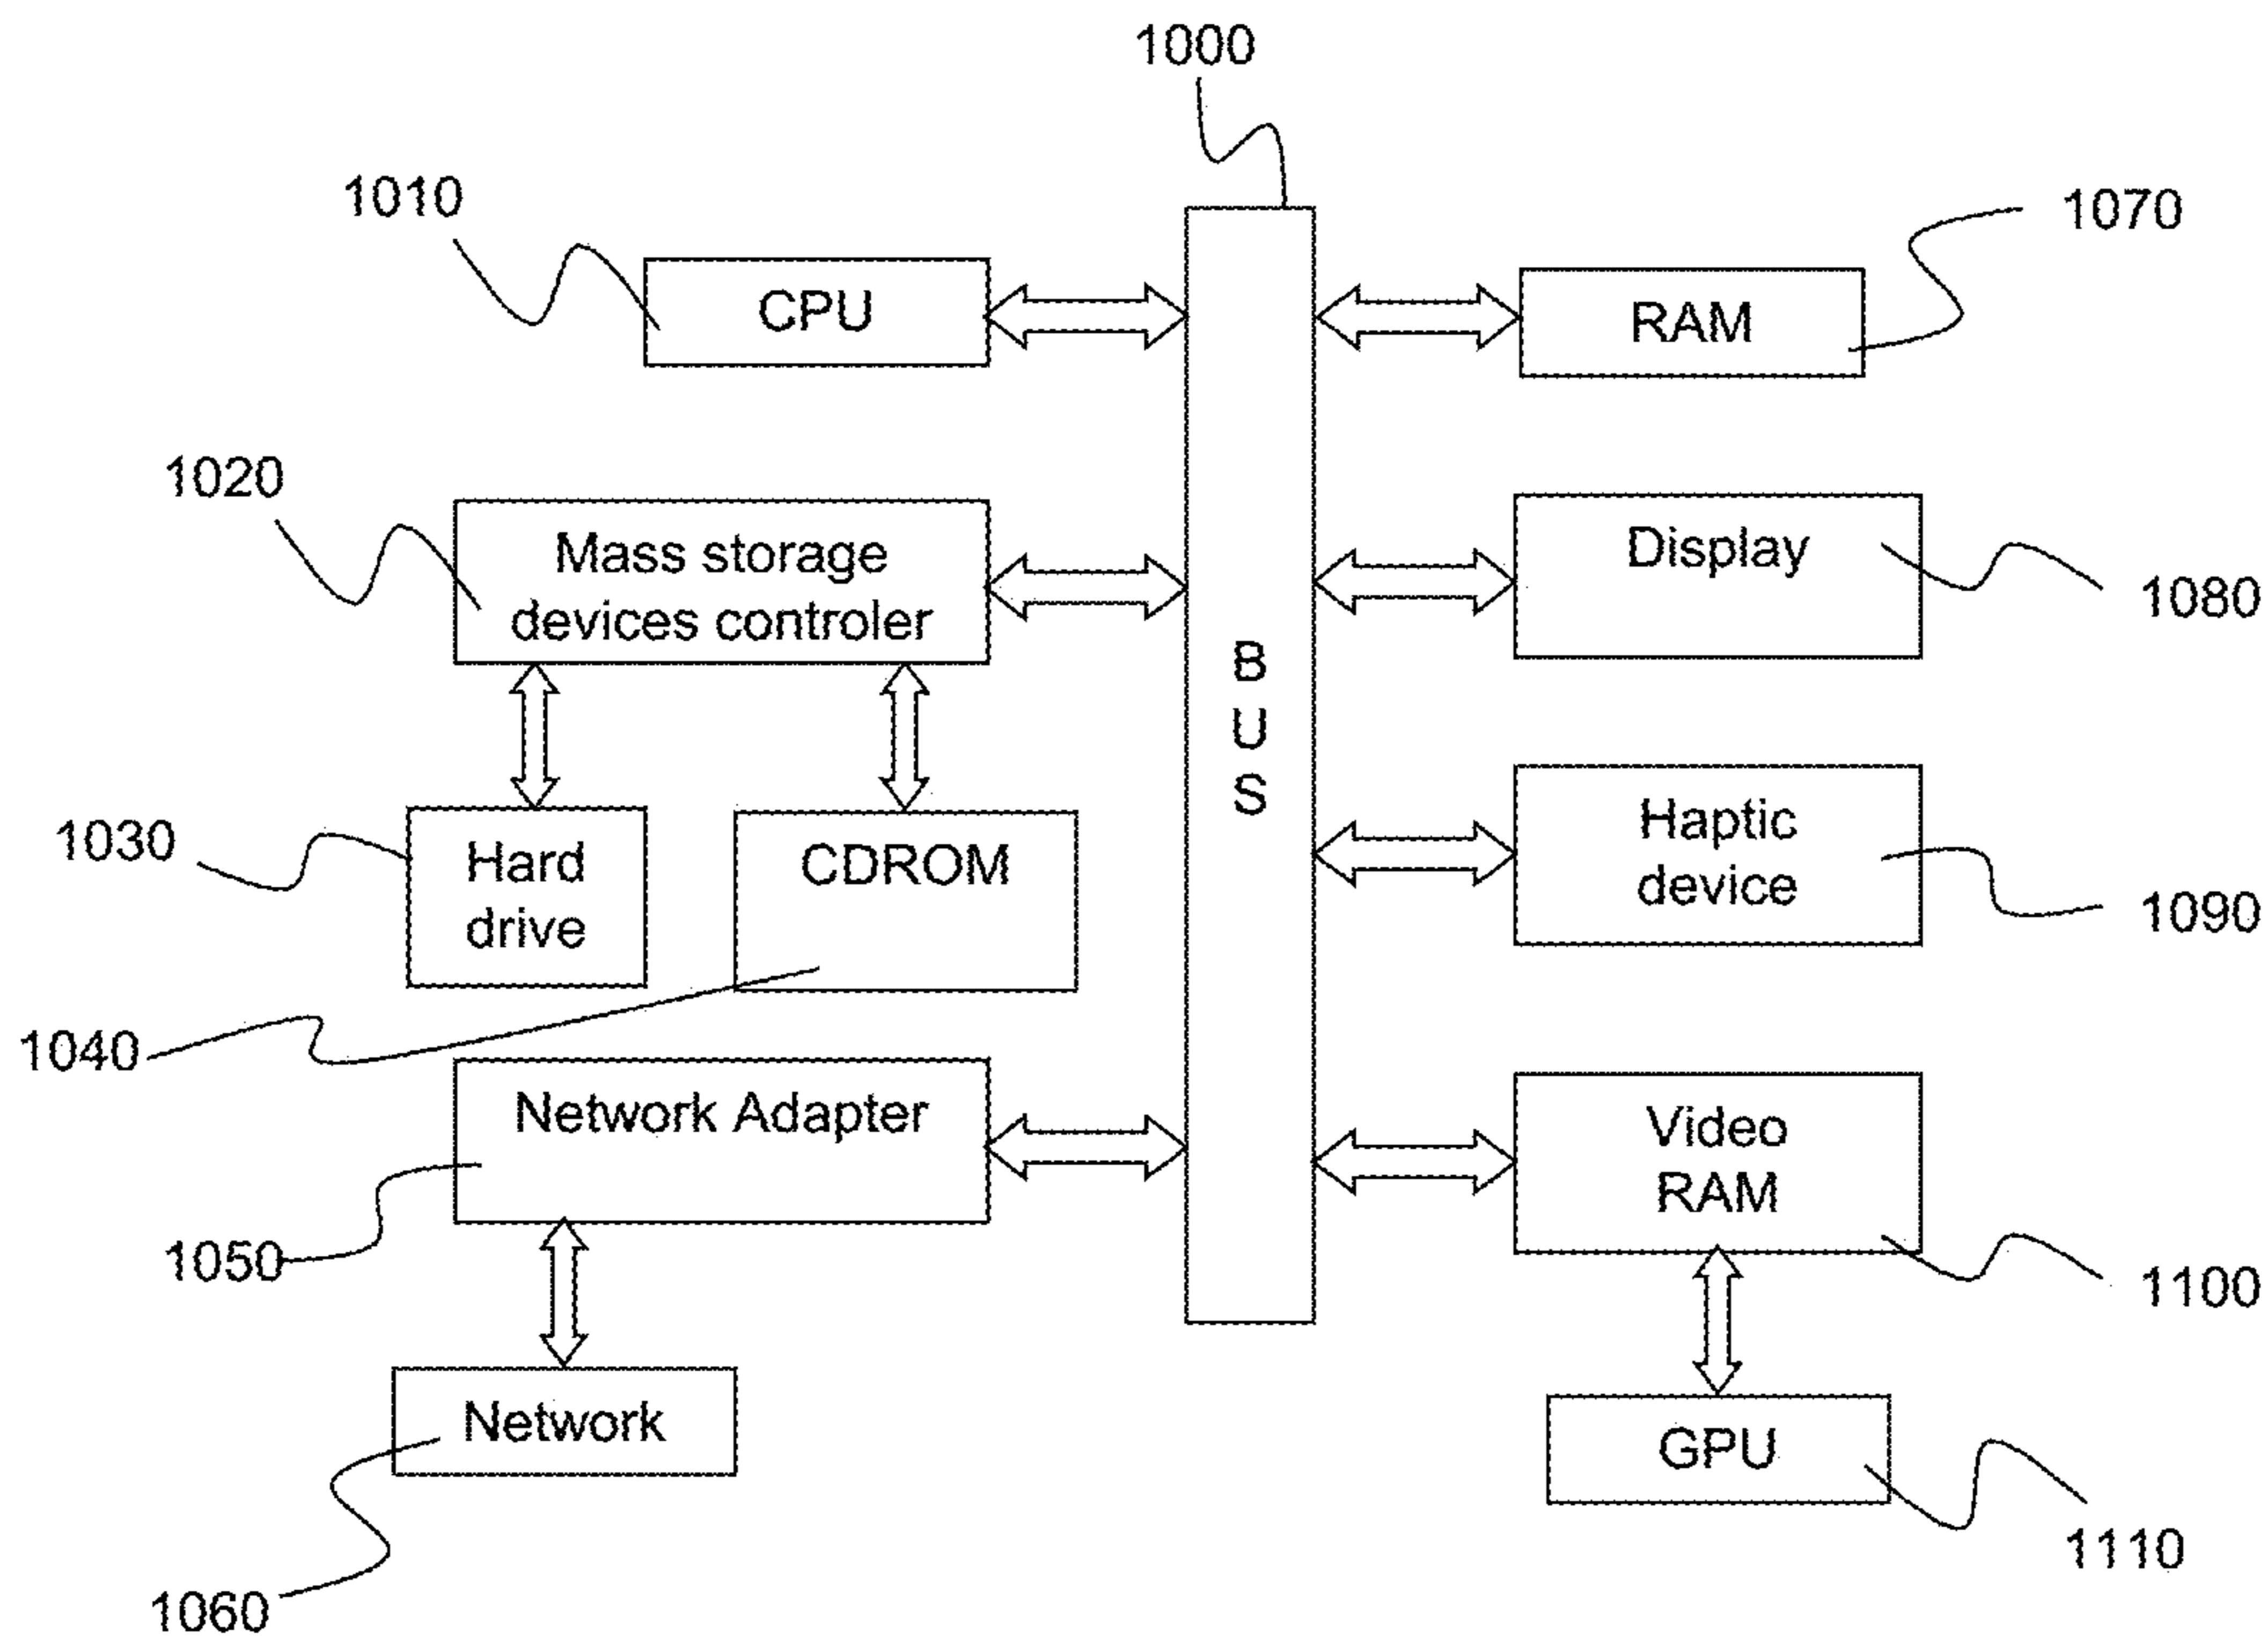 1000
1010
CPU
1070
RAM
1020
Mass storage
devices controler
Display
1080
B
U
S
1030
Hard
drive
CDROM
Haptic
device
1090
1040
Network Adapter
1050
Video
RAM
1100
Network
1060
GPU
1110